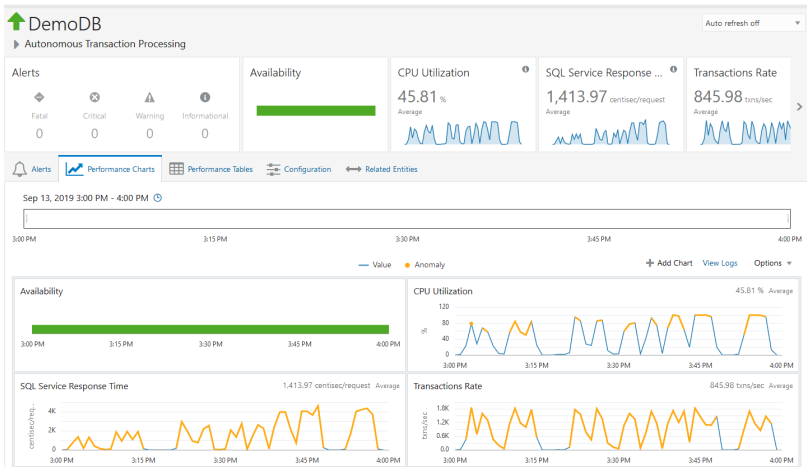 DemoDB
Auto refresh off
Autonomous Transaction Processing
Alerts
Fatal Critical Warning Informational
0 0 0 0
Availability
CPU Utilization
45.81 %
Average
SQL Service Response ...
1,413.97 centisec/request
Average
Transactions Rate
845.98 txns/sec
Average
Alerts Performance Charts Performance Tables Configuration Related Entities
Sep 13, 2019 3:00 PM - 4:00 PM
3:00 PM 3:15 PM 3:30 PM 3:45 PM 4:00 PM
Value Anomaly
Add Chart View Logs Options
Availability
3:00 PM 3:15 PM 3:30 PM 3:45 PM 4:00 PM
CPU Utilization 45.81 % Average
120
80
40
0
%
3:00 PM 3:15 PM 3:30 PM 3:45 PM 4:00 PM
SQL Service Response Time 1,413.97 centisec/request Average
4K
2K
0
centisec/req...
3:00 PM 3:15 PM 3:30 PM 3:45 PM 4:00 PM
Transactions Rate 845.98 txns/sec Average
1.8K
1.2K
0.6K
0.0
txns/sec
3:00 PM 3:15 PM 3:30 PM 3:45 PM 4:00 PM